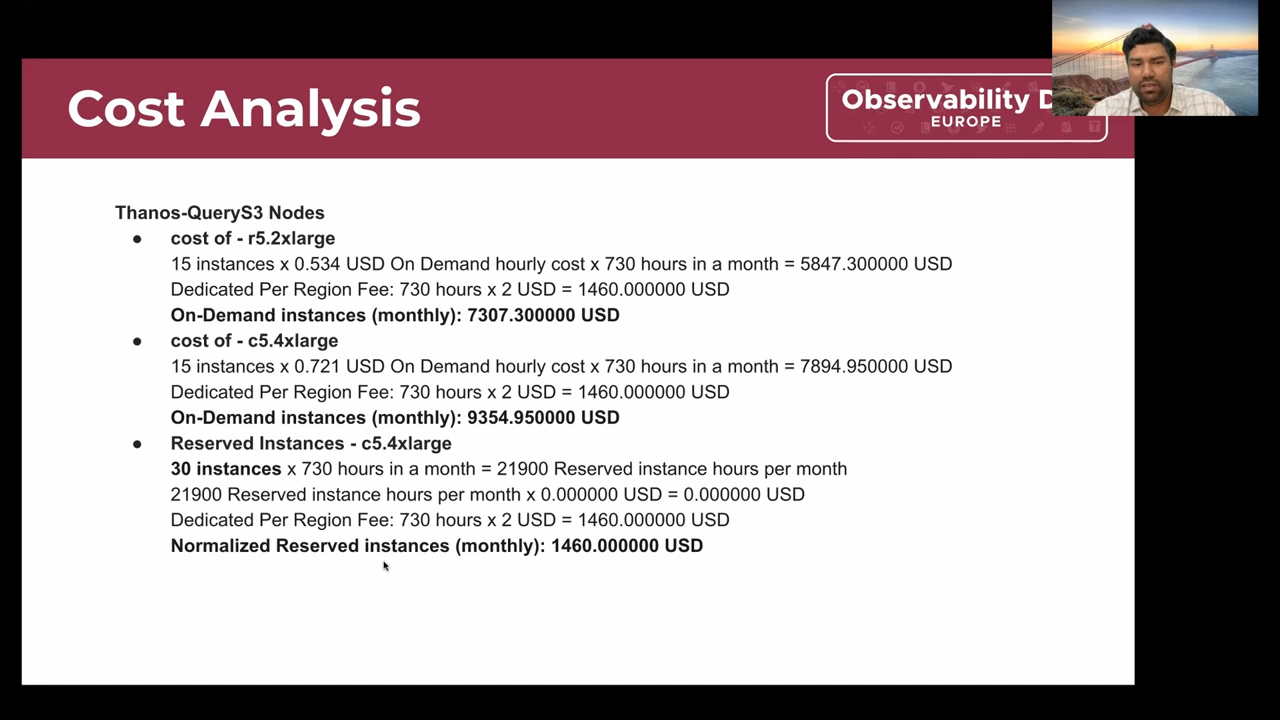 Cost Analysis
Observability D
EUROPE
Thanos-QueryS3 Nodes
● cost of - r5.2xlarge
15 instances x 0.534 USD On Demand hourly cost x 730 hours in a month = 5847.300000 USD
Dedicated Per Region Fee: 730 hours x 2 USD = 1460.000000 USD
On-Demand instances (monthly): 7307.300000 USD
● cost of - c5.4xlarge
15 instances x 0.721 USD On Demand hourly cost x 730 hours in a month = 7894.950000 USD
Dedicated Per Region Fee: 730 hours x 2 USD = 1460.000000 USD
On-Demand instances (monthly): 9354.950000 USD
● Reserved Instances - c5.4xlarge
30 instances x 730 hours in a month = 21900 Reserved instance hours per month
21900 Reserved instance hours per month x 0.000000 USD = 0.000000 USD
Dedicated Per Region Fee: 730 hours x 2 USD = 1460.000000 USD
Normalized Reserved instances (monthly): 1460.000000 USD